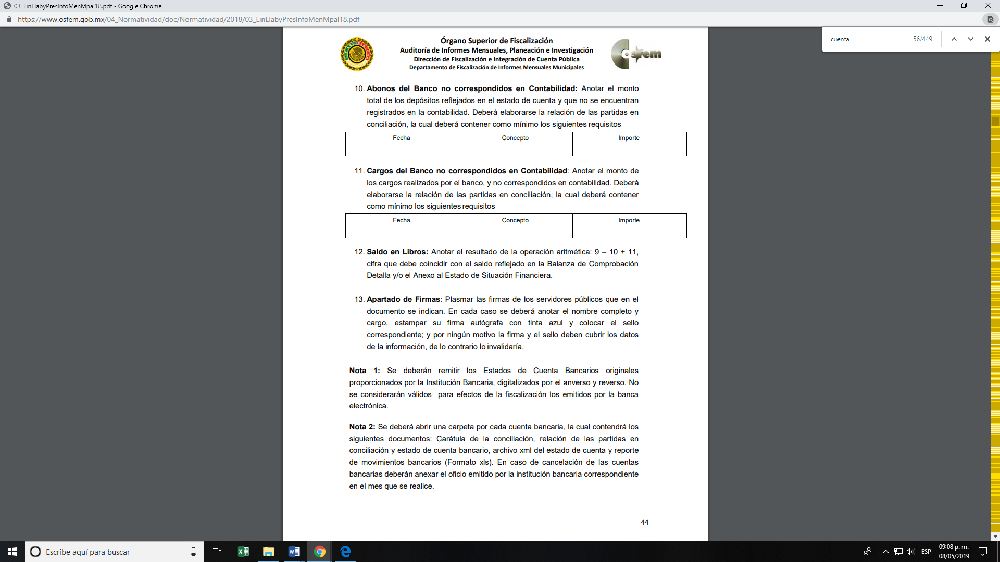 03_LinElabyPresInfoMenMpal18.pdf - Google Chrome
https://www.osfem.gob.mx/04_Normatividad/doc/Normatividad/2018/03_LinElabyPresInfoMenMpal18.pdf
cuenta 56/449
Órgano Superior de Fiscalización
Auditoría de Informes Mensuales, Planeación e Investigación
Dirección de Fiscalización e Integración de Cuenta Pública
Departamento de Fiscalización de Informes Mensuales Municipales
osfem
10. Abonos del Banco no correspondidos en Contabilidad: Anotar el monto
total de los depósitos reflejados en el estado de cuenta y que no se encuentran
registrados en la contabilidad. Deberá elaborarse la relación de las partidas en
conciliación, la cual deberá contener como mínimo los siguientes requisitos
Fecha Concepto Importe
11. Cargos del Banco no correspondidos en Contabilidad: Anotar el monto de
los cargos realizados por el banco, y no correspondidos en contabilidad. Deberá
elaborarse la relación de las partidas en conciliación, la cual deberá contener
como mínimo los siguientes requisitos
Fecha Concepto Importe
12. Saldo en Libros: Anotar el resultado de la operación aritmética: 9 – 10 + 11,
cifra que debe coincidir con el saldo reflejado en la Balanza de Comprobación
Detalla y/o el Anexo al Estado de Situación Financiera.
13. Apartado de Firmas: Plasmar las firmas de los servidores públicos que en el
documento se indican. En cada caso se deberá anotar el nombre completo y
cargo, estampar su firma autógrafa con tinta azul y colocar el sello
correspondiente; y por ningún motivo la firma y el sello deben cubrir los datos
de la información, de lo contrario lo invalidaría.
Nota 1: Se deberán remitir los Estados de Cuenta Bancarios originales
proporcionados por la Institución Bancaria, digitalizados por el anverso y reverso. No
se considerarán válidos para efectos de la fiscalización los emitidos por la banca
electrónica.
Nota 2: Se deberá abrir una carpeta por cada cuenta bancaria, la cual contendrá los
siguientes documentos: Carátula de la conciliación, relación de las partidas en
conciliación y estado de cuenta bancario, archivo xml del estado de cuenta y reporte
de movimientos bancarios (Formato xls). En caso de cancelación de las cuentas
bancarias deberán anexar el oficio emitido por la institución bancaria correspondiente
en el mes que se realice.
44
Escribe aquí para buscar
ESP
09:08 p. m.
08/05/2019